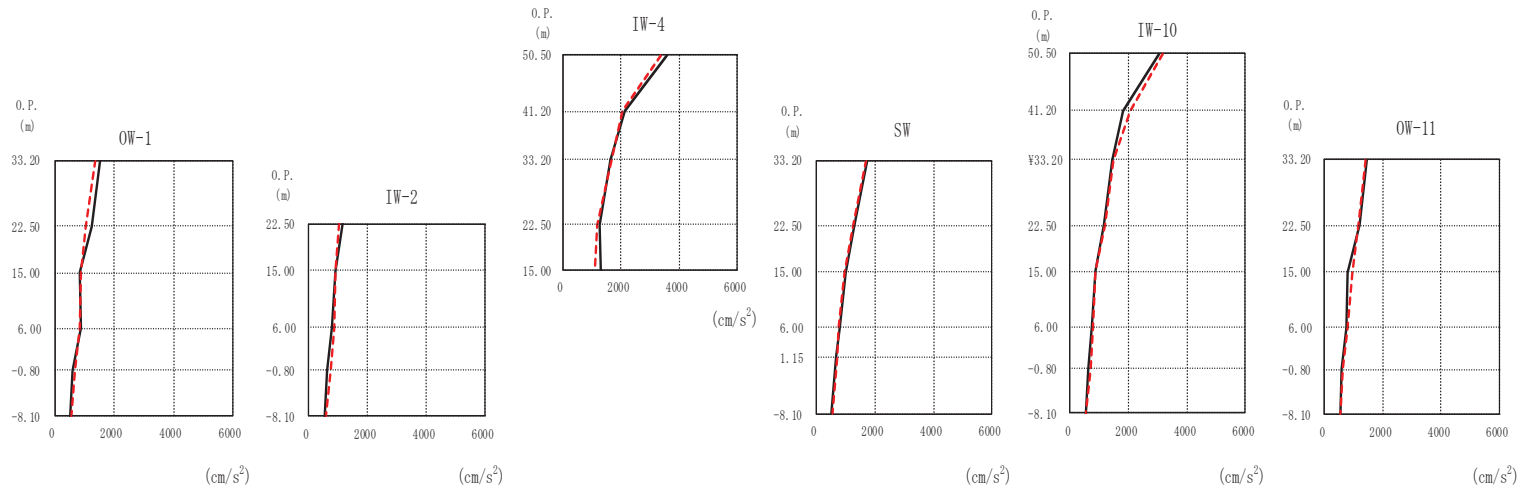 O.P.
(m)
OW-1
33.20
22.50
15.00
6.00
-0.80
-8.10
0
2000
4000
6000
(cm/s²)
O.P.
(m)
IW-2
22.50
15.00
6.00
-0.80
-8.10
0
2000
4000
6000
(cm/s²)
O.P.
(m)
IW-4
50.50
41.20
33.20
22.50
15.00
0
2000
4000
6000
(cm/s²)
O.P.
(m)
SW
33.20
22.50
15.00
6.00
1.15
-8.10
0
2000
4000
6000
(cm/s²)
O.P.
(m)
IW-10
50.50
41.20
¥33.20
22.50
15.00
6.00
-0.80
-8.10
0
2000
4000
6000
(cm/s²)
O.P.
(m)
OW-11
33.20
22.50
15.00
6.00
-0.80
-8.10
0
2000
4000
6000
(cm/s²)